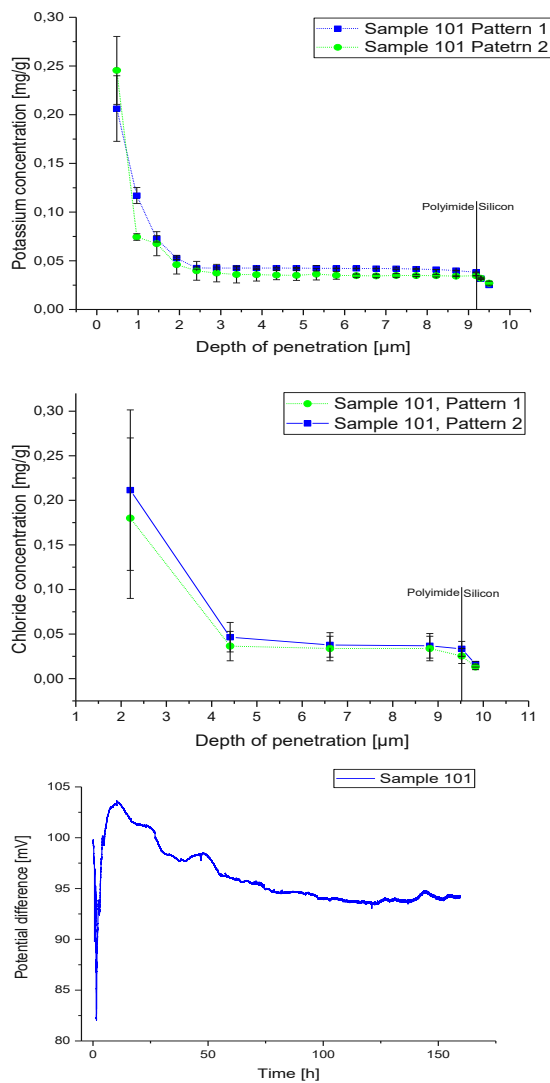 Sample 101 Pattern 1
Sample 101 Patetrn 2
Potassium concentration [mg/g]
0,30
0,25
0,20
0,15
0,10
0,05
0,00
Polyimide Silicon
0 1 2 3 4 5 6 7 8 9 10
Depth of penetration [µm]
Sample 101, Pattern 1
Sample 101, Pattern 2
Chloride concentration [mg/g]
0,30
0,25
0,20
0,15
0,10
0,05
0,00
Polyimide Silicon
1 2 3 4 5 6 7 8 9 10 11
Depth of penetration [µm]
Sample 101
Potential difference [mV]
105
100
95
90
85
80
0 50 100 150
Time [h]